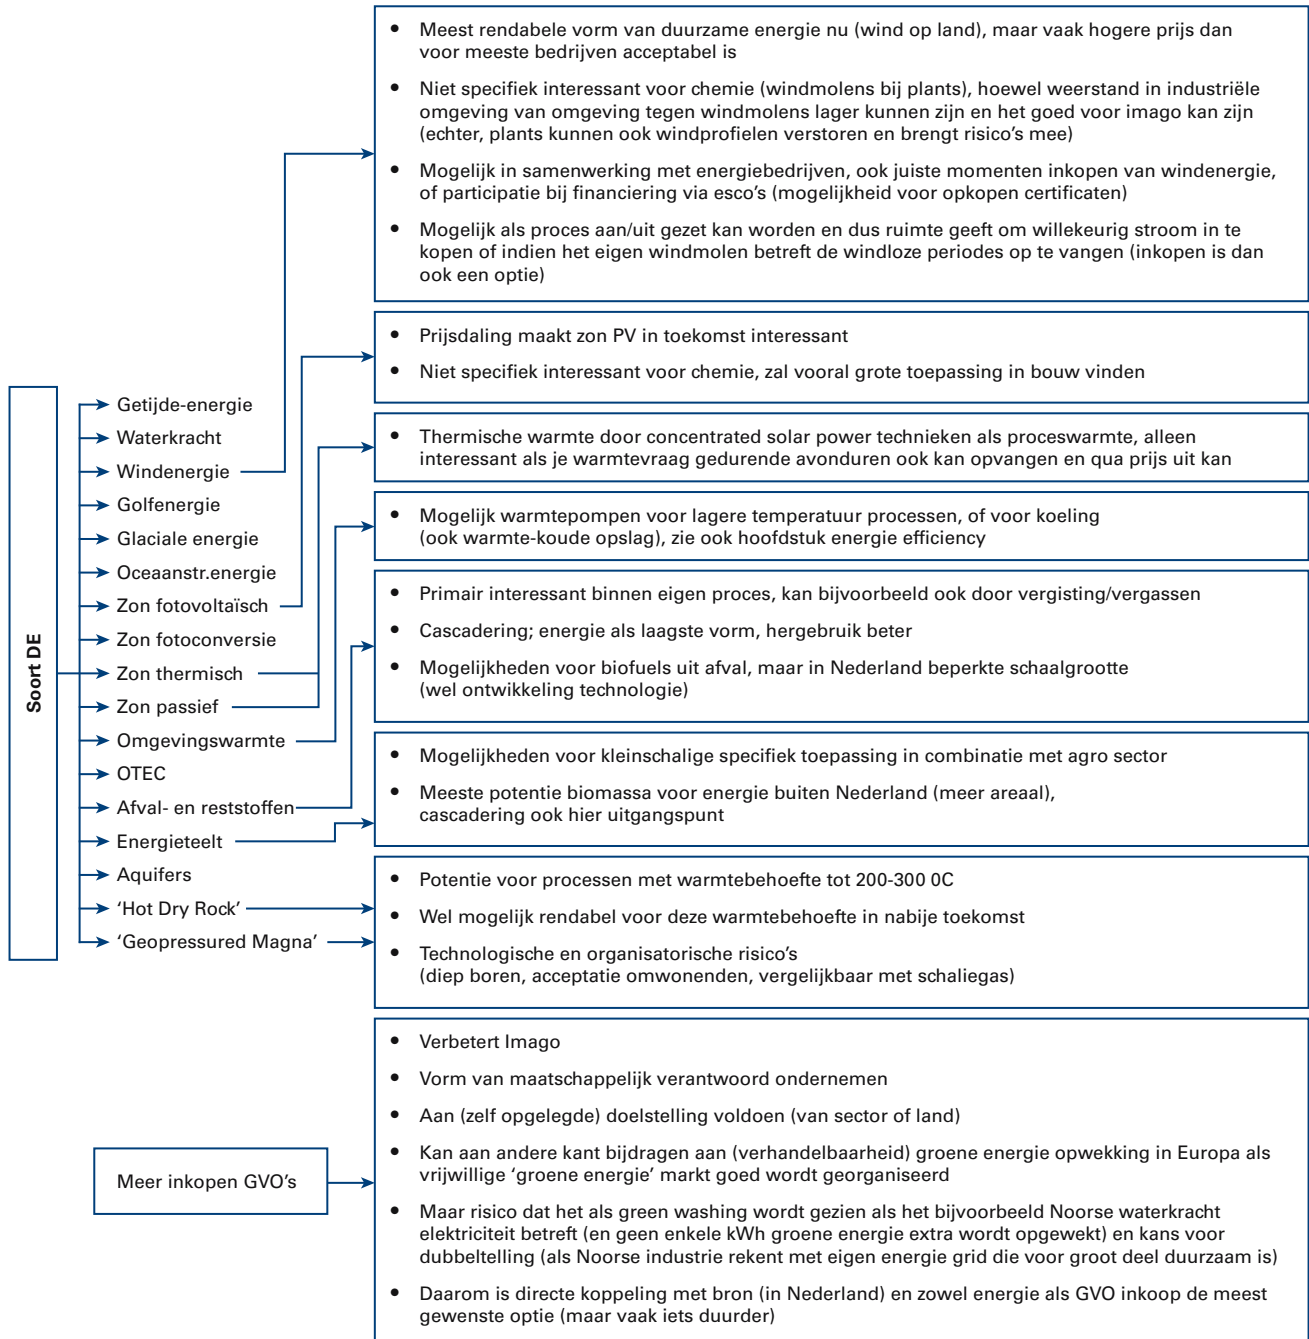 • Meest rendabele vorm van duurzame energie nu (wind op land), maar vaak hogere prijs dan
voor meeste bedrijven acceptabel is
• Niet specifiek interessant voor chemie (windmolens bij plants), hoewel weerstand in industriële
omgeving van omgeving tegen windmolens lager kunnen zijn en het goed voor imago kan zijn
(echter, plants kunnen ook windprofielen verstoren en brengt risico's mee)
• Mogelijk in samenwerking met energiebedrijven, ook juiste momenten inkopen van windenergie,
of participatie bij financiering via esco's (mogelijkheid voor opkopen certificaten)
• Mogelijk als proces aan/uit gezet kan worden en dus ruimte geeft om willekeurig stroom in te
kopen of indien het eigen windmolen betreft de windloze periodes op te vangen (inkopen is dan
ook een optie)
• Prijsdaling maakt zon PV in toekomst interessant
• Niet specifiek interessant voor chemie, zal vooral grote toepassing in bouw vinden
• Thermische warmte door concentrated solar power technieken als proceswarmte, alleen
interessant als je warmtevraag gedurende avonduren ook kan opvangen en qua prijs uit kan
• Mogelijk warmtepompen voor lagere temperatuur processen, of voor koeling
(ook warmte-koude opslag), zie ook hoofdstuk energie efficiency
• Primair interessant binnen eigen proces, kan bijvoorbeeld ook door vergisting/vergassen
• Cascadering; energie als laagste vorm, hergebruik beter
• Mogelijkheden voor biofuels uit afval, maar in Nederland beperkte schaalgrootte
(wel ontwikkeling technologie)
• Mogelijkheden voor kleinschalige specifiek toepassing in combinatie met agro sector
• Meeste potentie biomassa voor energie buiten Nederland (meer areaal),
cascadering ook hier uitgangspunt
• Potentie voor processen met warmtebehoefte tot 200-300 0C
• Wel mogelijk rendabel voor deze warmtebehoefte in nabije toekomst
• Technologische en organisatorische risico's
(diep boren, acceptatie omwonenden, vergelijkbaar met schaliegas)
Soort DE
Getijde-energie
Waterkracht
Windenergie
Golfenergie
Glaciale energie
Oceaanstr.energie
Zon fotovoltaïsch
Zon fotoconversie
Zon thermisch
Zon passief
Omgevingswarmte
OTEC
Afval- en reststoffen
Energieteelt
Aquifers
'Hot Dry Rock'
'Geopressured Magna'
Meer inkopen GVO's
• Verbetert Imago
• Vorm van maatschappelijk verantwoord ondernemen
• Aan (zelf opgelegde) doelstelling voldoen (van sector of land)
• Kan aan andere kant bijdragen aan (verhandelbaarheid) groene energie opwekking in Europa als
vrijwillige 'groene energie' markt goed wordt georganiseerd
• Maar risico dat het als green washing wordt gezien als het bijvoorbeeld Noorse waterkracht
elektriciteit betreft (en geen enkele kWh groene energie extra wordt opgewekt) en kans voor
dubbeltelling (als Noorse industrie rekent met eigen energie grid die voor groot deel duurzaam is)
• Daarom is directe koppeling met bron (in Nederland) en zowel energie als GVO inkoop de meest
gewenste optie (maar vaak iets duurder)